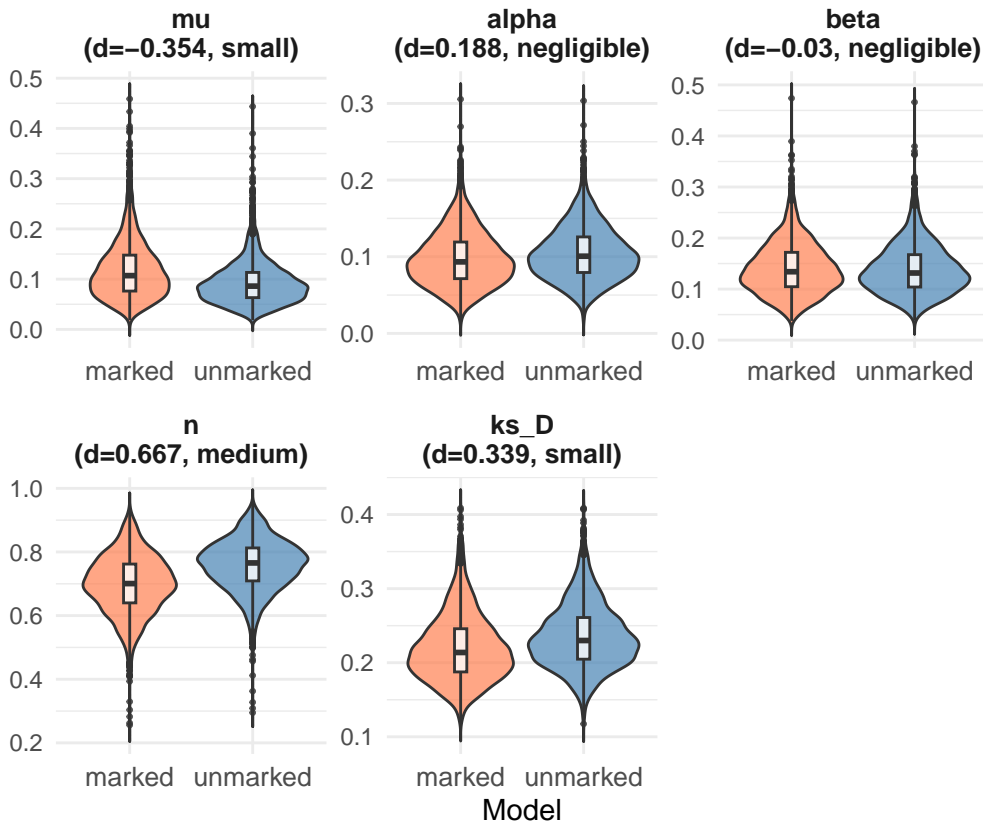 mu
(d=−0.354, small)
0.5
0.4
0.3
0.2
0.1
0.0
marked unmarked
alpha
(d=0.188, negligible)
0.3
0.2
0.1
0.0
marked unmarked
beta
(d=−0.03, negligible)
0.5
0.4
0.3
0.2
0.1
0.0
marked unmarked
n
(d=0.667, medium)
1.0
0.8
0.6
0.4
0.2
marked unmarked
ks_D
(d=0.339, small)
0.4
0.3
0.2
0.1
marked unmarked
Model